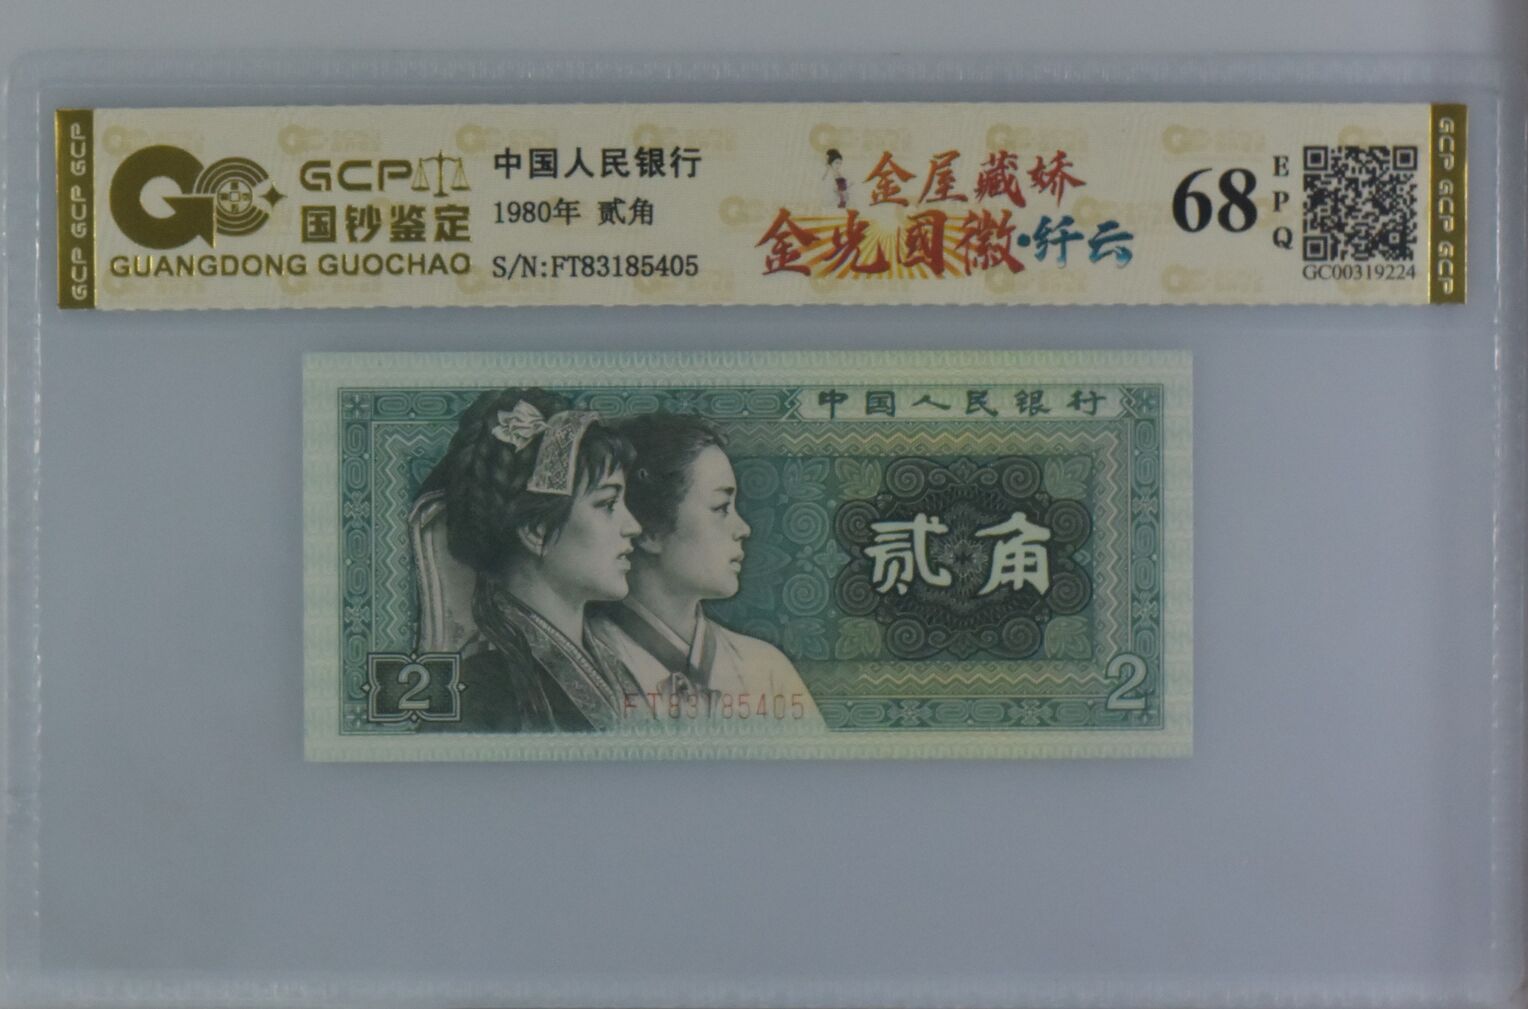 GCP GCP GCP
GCP
国钞鉴定
GUANGDONG GUOCHAO
中国人民银行
1980年 贰角
S/N:FT83185405
金屋藏娇
金光國徽·纤云
68
EPQ
GC00319224
GCP GCP GCP
中国人民银行
贰角
2
2
FT83185405